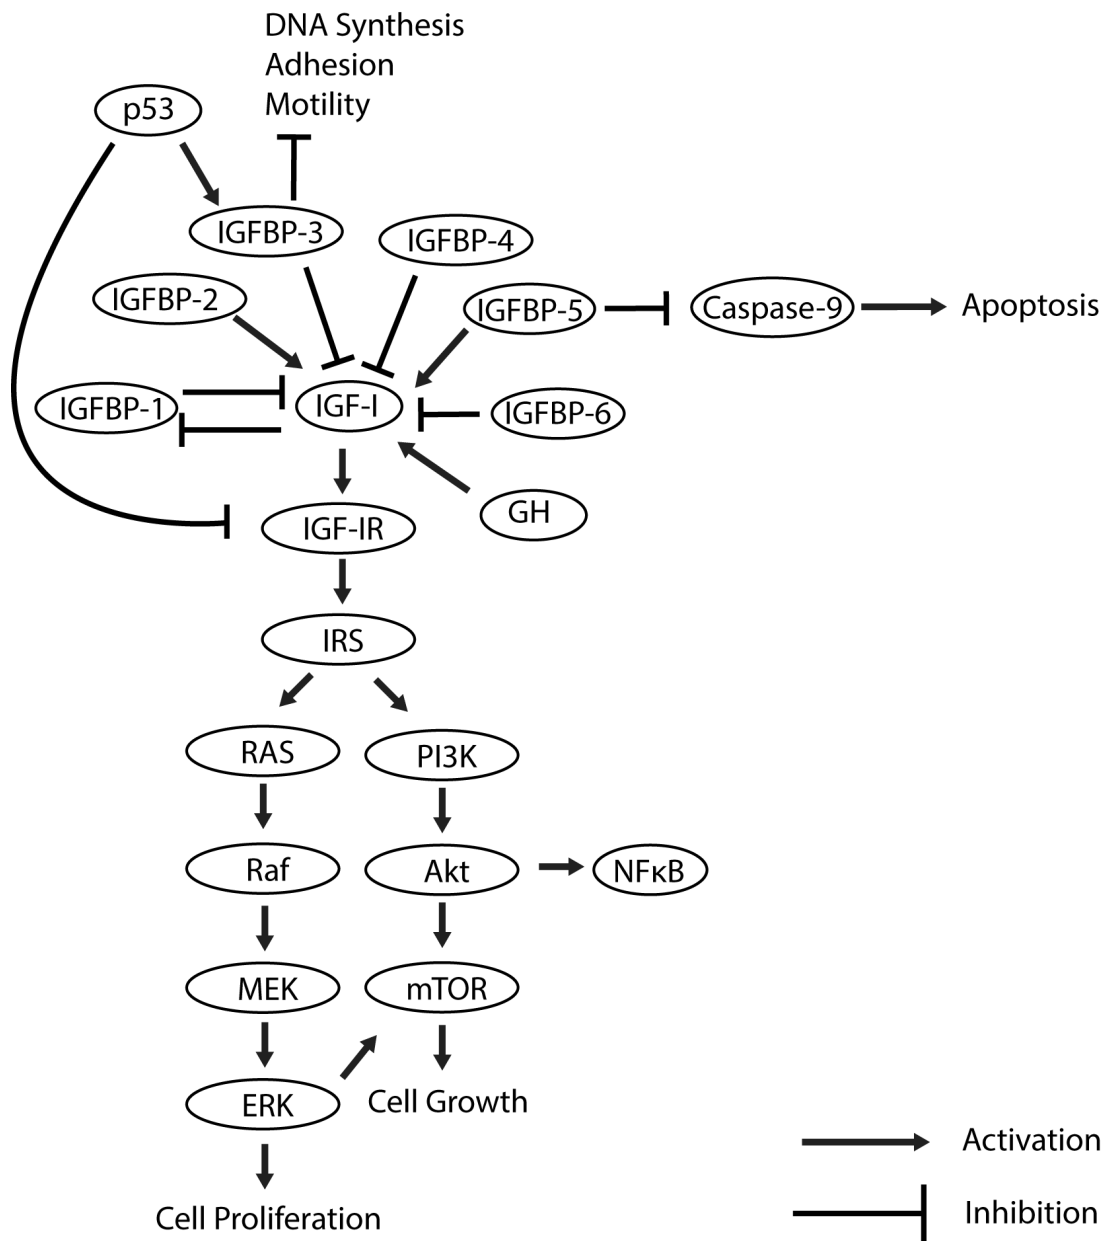 DNA Synthesis
Adhesion
Motility
p53
IGFBP-3
IGFBP-4
IGFBP-2
IGFBP-5
Caspase-9
Apoptosis
IGFBP-1
IGF-I
IGFBP-6
GH
IGF-IR
IRS
RAS
PI3K
Raf
Akt
NFκB
MEK
mTOR
ERK
Cell Growth
Activation
Cell Proliferation
Inhibition